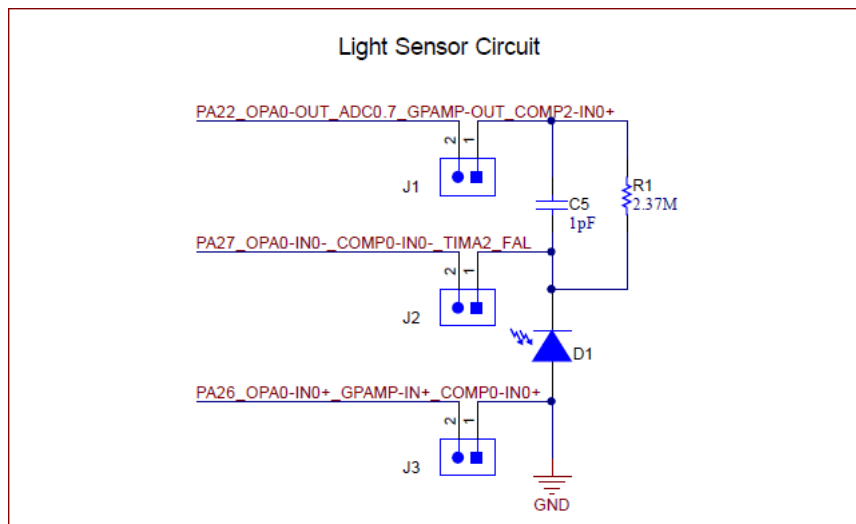 Light Sensor Circuit
PA22_OPA0-OUT_ADC0.7_GPAMP-OUT_COMP2-IN0+
2
1
J1
C5
1pF
R1
2.37M
PA27_OPA0-IN0-_COMP0-IN0-_TIMA2_FAL
2
1
J2
D1
PA26_OPA0-IN0+_GPAMP-IN+_COMP0-IN0+
2
1
J3
GND